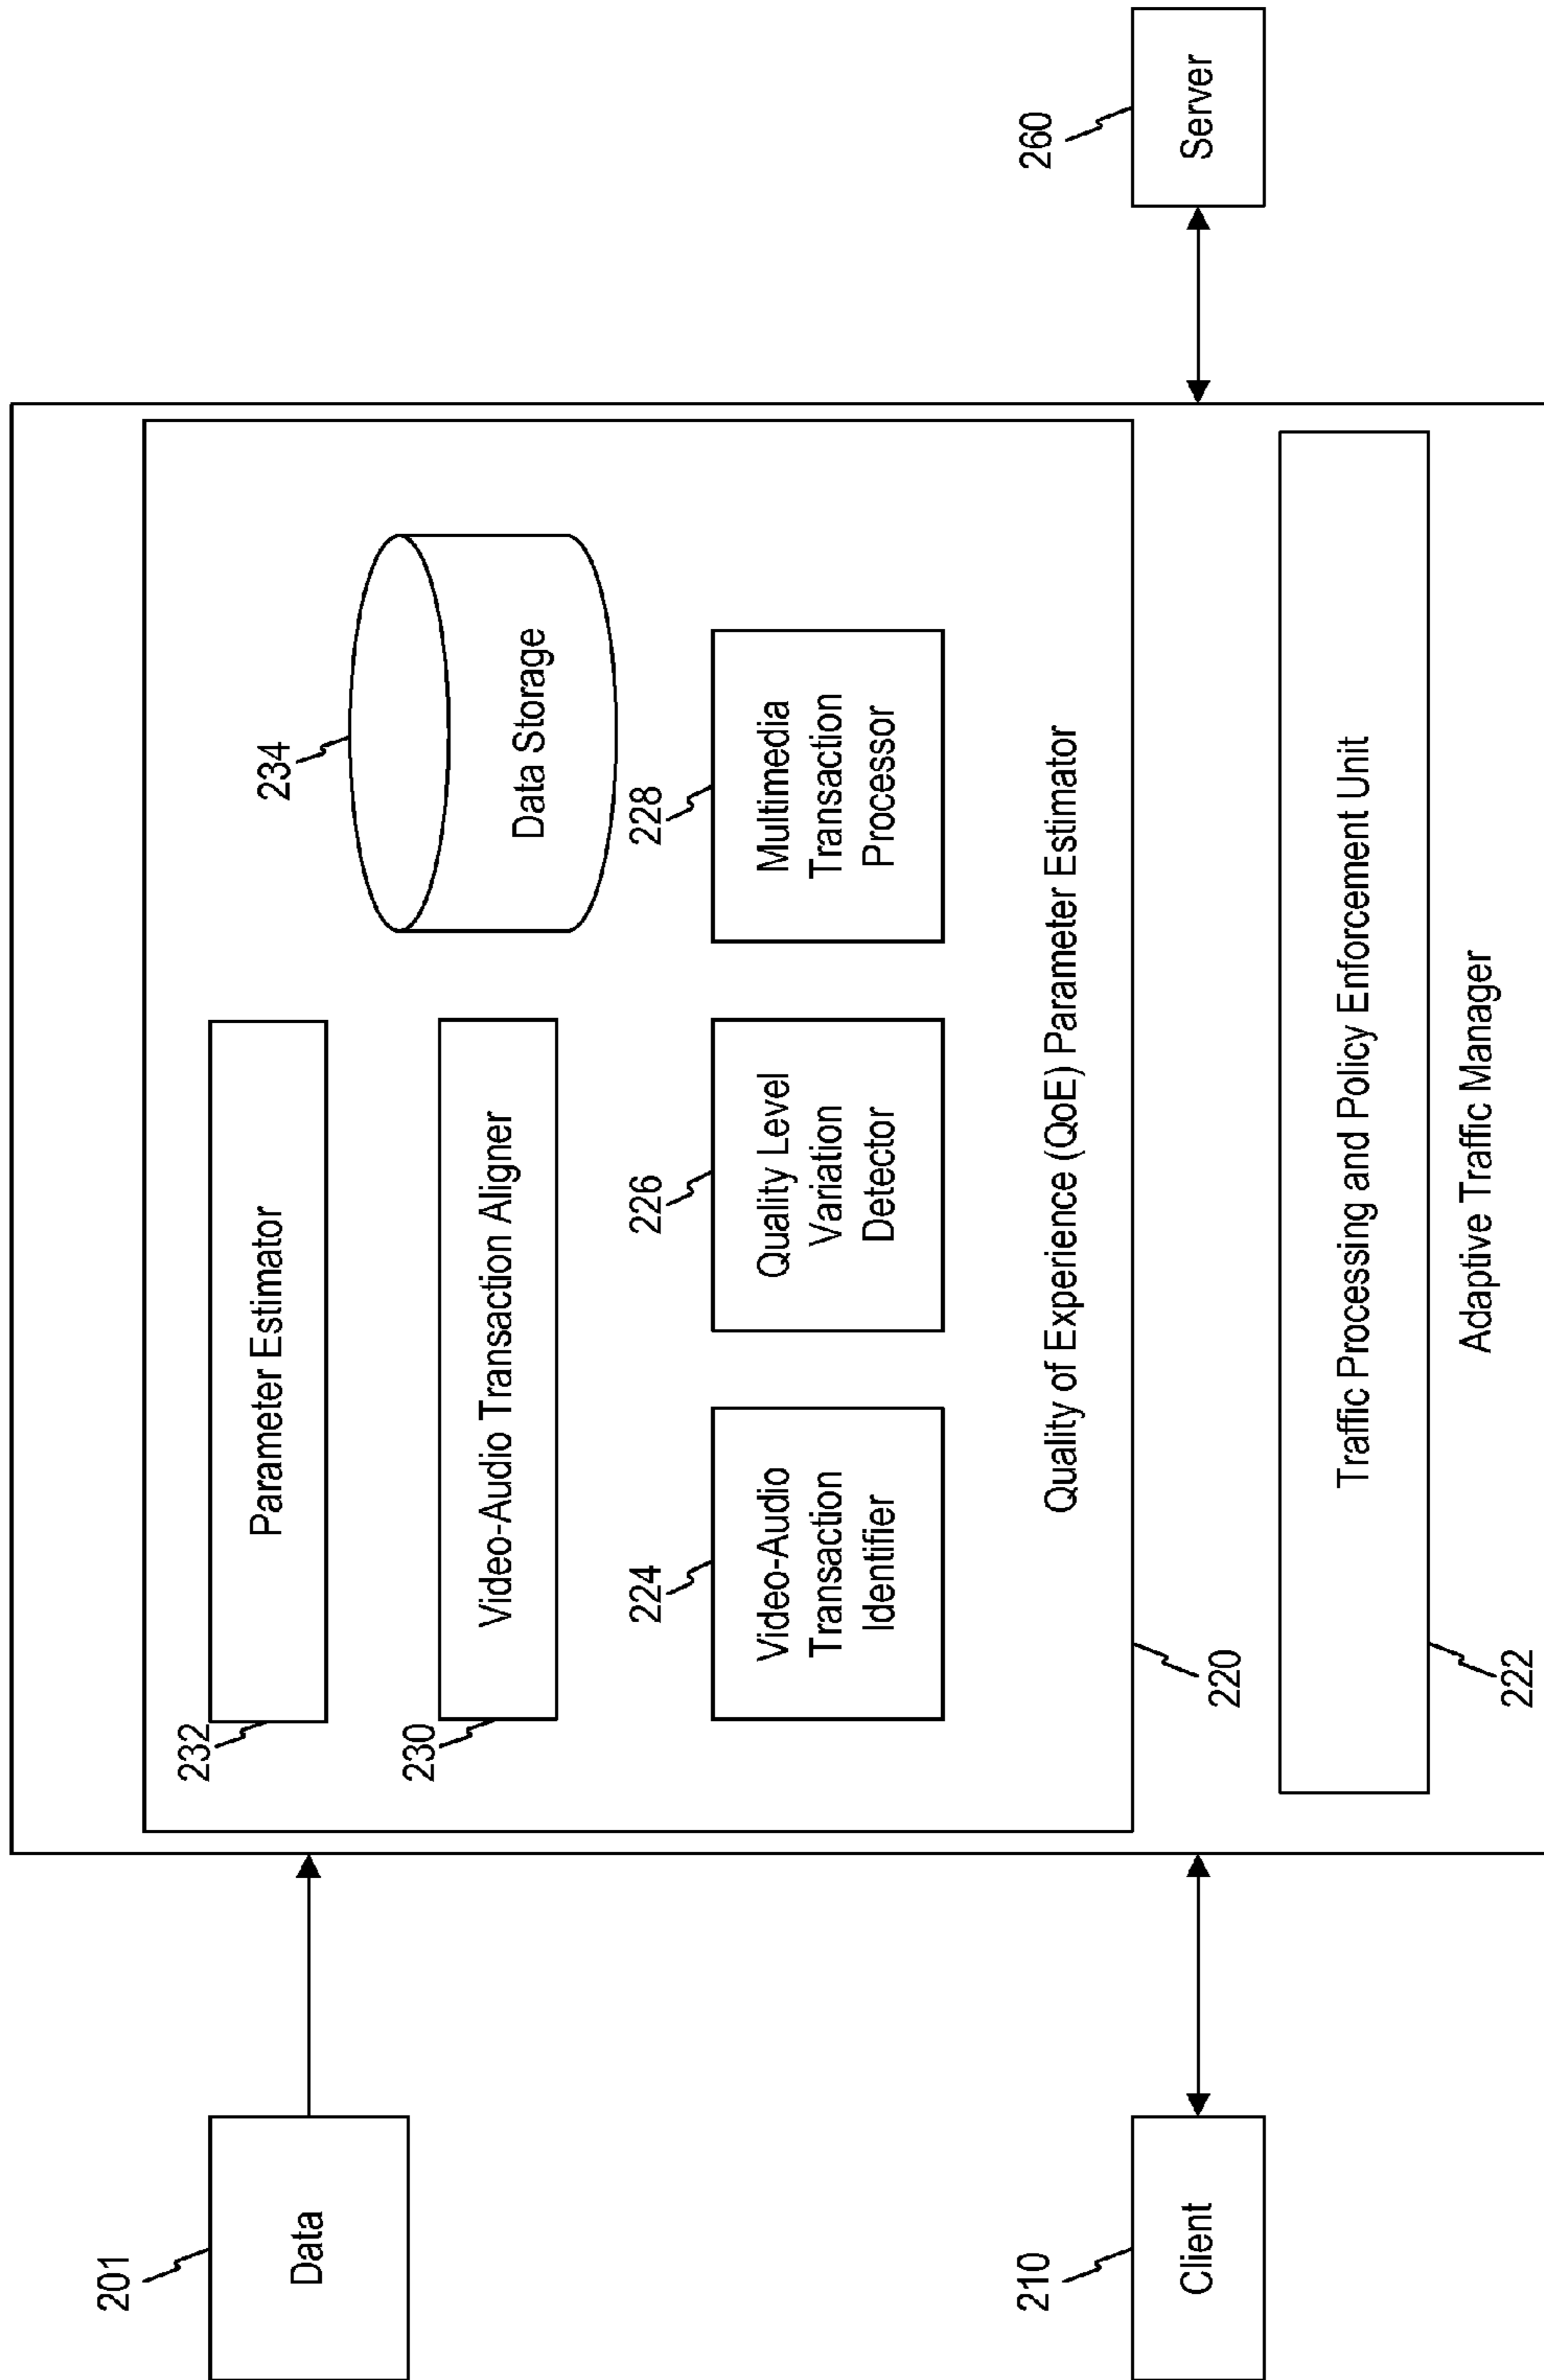 201
Data
210
Client
232
Parameter Estimator
230
Video-Audio Transaction Aligner
234
Data Storage
224
Video-Audio
Transaction
Identifier
226
Quality Level
Variation
Detector
228
Multimedia
Transaction
Processor
Quality of Experience (QoE) Parameter Estimator
220
Traffic Processing and Policy Enforcement Unit
222
Adaptive Traffic Manager
260
Server